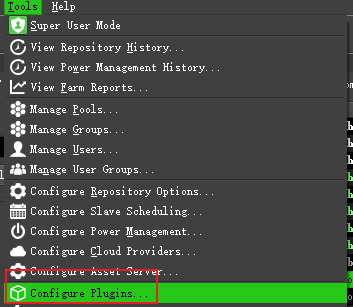 Tools Help
Super User Mode
View Repository History...
View Power Management History...
View Farm Reports...
Manage Pools...
Manage Groups...
Manage Users...
Manage User Groups...
Configure Repository Options...
Configure Slave Scheduling...
Configure Power Management...
Configure Cloud Providers...
Configure Asset Server...
Configure Plugins...